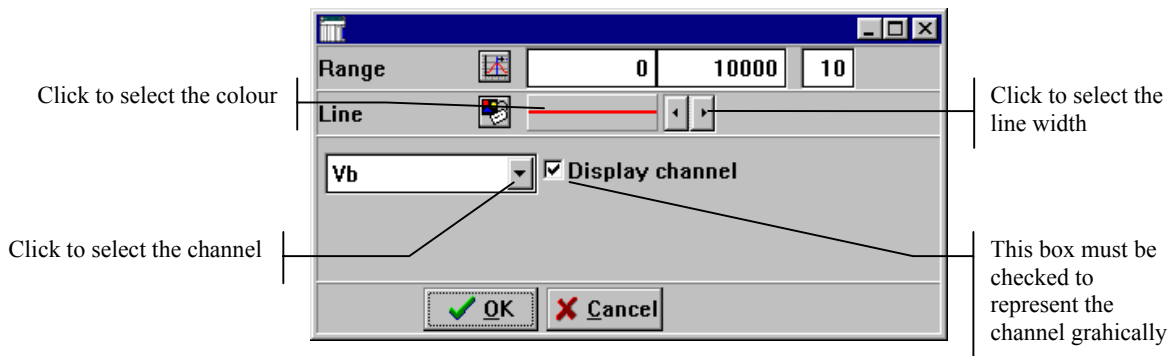 Range 0 10000 10
Click to select the colour
Line
Click to select the
line width
Vb Display channel
Click to select the channel
This box must be
checked to
represent the
channel grahically
OK Cancel